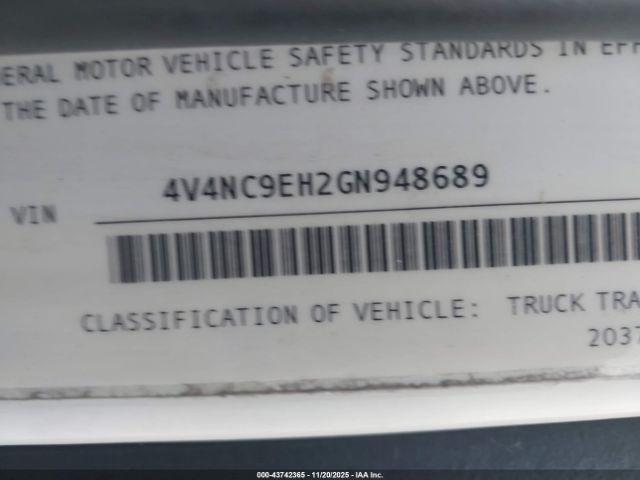 ERAL MOTOR VEHICLE SAFETY STANDARDS IN EFF
THE DATE OF MANUFACTURE SHOWN ABOVE.
VIN 4V4NC9EH2GN948689
CLASSIFICATION OF VEHICLE: TRUCK TRA
2037
000-43742365 - 11/20/2025 - IAA Inc.